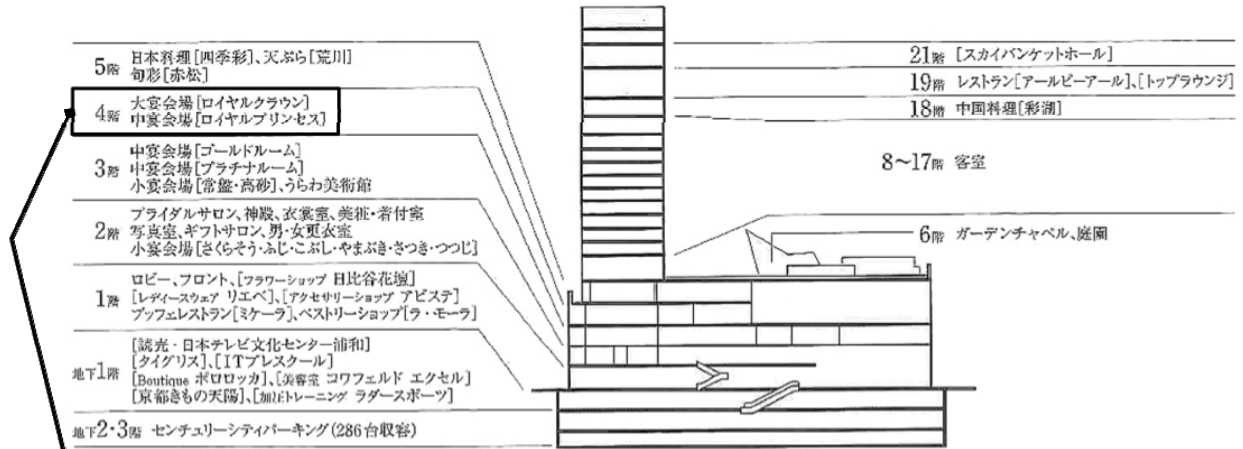 5階 日本料理[四季彩]、天ぷら[荒川]
旬彩[赤松]
4階 大宴会場[ロイヤルクラウン]
中宴会場[ロイヤルプリンセス]
3階 中宴会場[ゴールドルーム]
中宴会場[プラチナルーム]
小宴会場[常盤・高砂]、うらわ美術館
2階 ブライダルサロン、神殿、衣裳室、美粧・着付室
写真室、ギフトサロン、男・女更衣室
小宴会場[さくらそう・ふじ・こぶし・やまぶき・さつき・つつじ]
1階 ロビー、フロント、[フラワーショップ 日比谷花壇]
[レディースウェア リエベ]、[アクセサリーショップ アビステ]
ブッフェレストラン[ミケーラ]、ペストリーショップ[ラ・モーラ]
地下1階 [読売・日本テレビ文化センター浦和]
[タイグリス]、[ITプレスクール]
[Boutique ポロロッカ]、[美容室 コワフェルド エクセル]
[京都きもの天陽]、[加圧トレーニング ラダースポーツ]
地下2・3階 センチュリーシティパーキング(286台収容)
21階 [スカイバンケットホール]
19階 レストラン[アールピーアール]、[トップラウンジ]
18階 中国料理[彩湖]
8〜17階 客室
6階 ガーデンチャペル、庭園